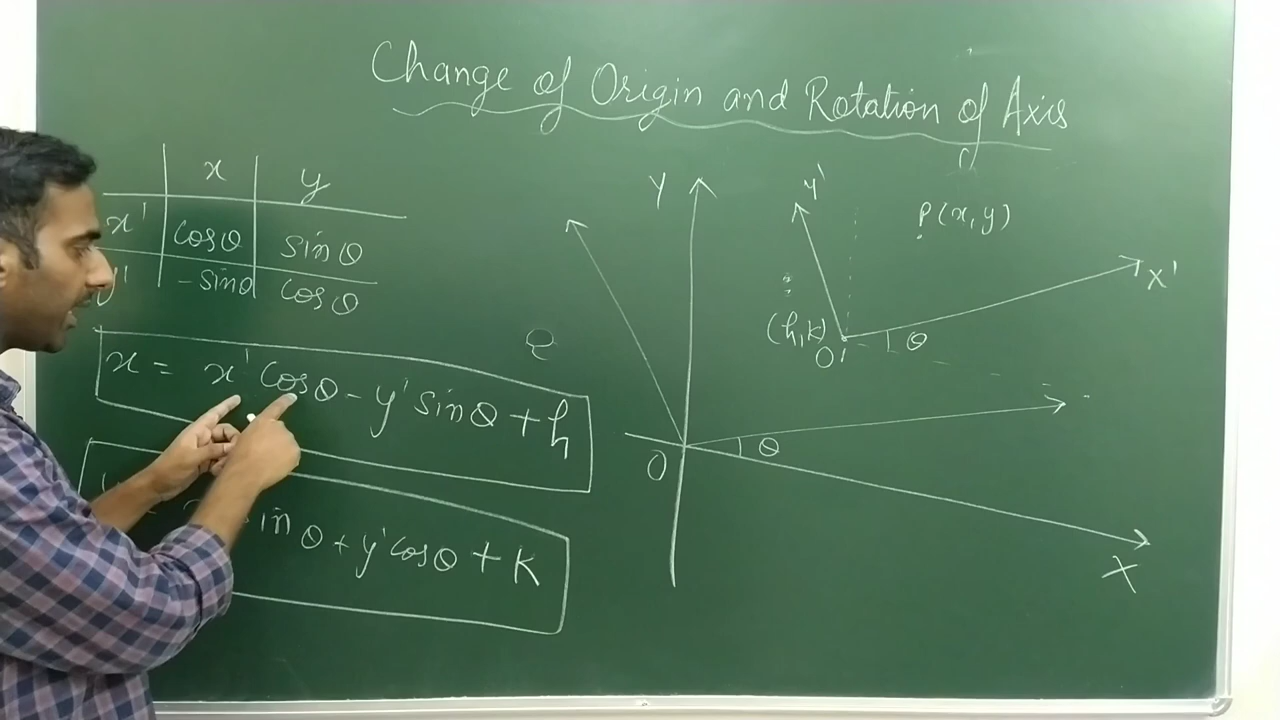 Change of Origin and Rotation of Axis
x y
x' cosθ sinθ
y' -sinθ cosθ
x = x' cosθ - y' sinθ + h
sinθ + y' cosθ + k
Y
O
θ
X
y'
P(x,y)
X'
(h,k)
O'
θ